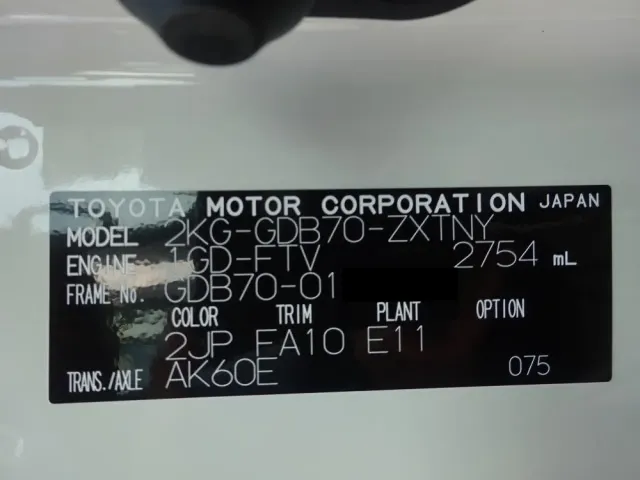 TOYOTA MOTOR CORPORATION JAPAN
MODEL 2KG-GDB70-ZXTNY
ENGINE 1GD-FTV 2754 mL
FRAME No. GDB70-01
COLOR TRIM PLANT OPTION
2JP FA10 E11
TRANS./AXLE AK60E 075